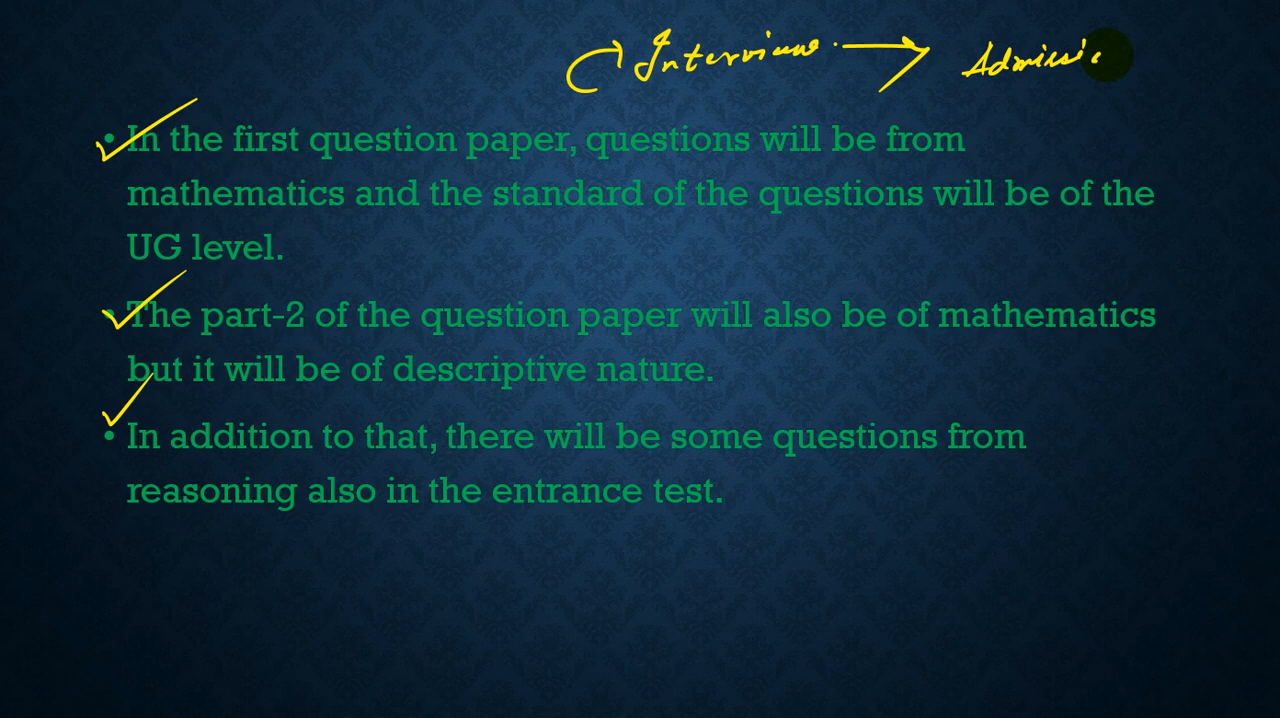 Interview → Admissi
• In the first question paper, questions will be from
mathematics and the standard of the questions will be of the
UG level.
• The part-2 of the question paper will also be of mathematics
but it will be of descriptive nature.
• In addition to that, there will be some questions from
reasoning also in the entrance test.